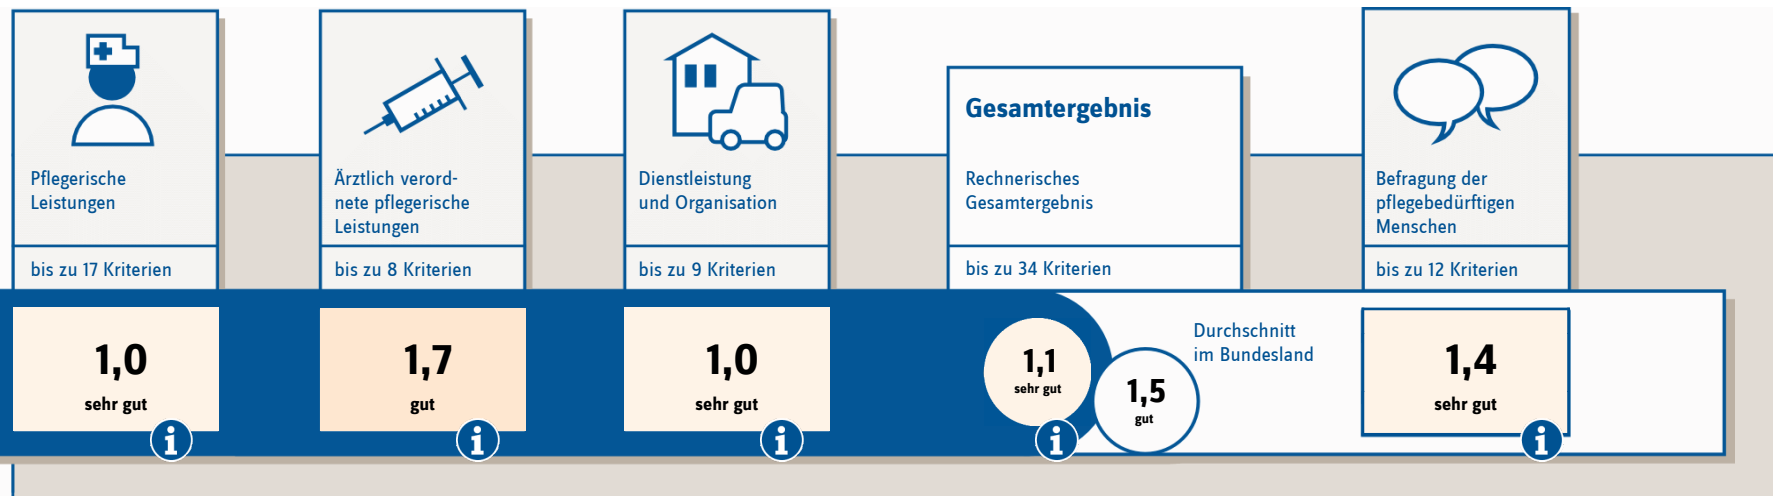 Pflegerische
Leistungen
bis zu 17 Kriterien
1,0
sehr gut
i
Ärztlich verord-
nete pflegerische
Leistungen
bis zu 8 Kriterien
1,7
gut
i
Dienstleistung
und Organisation
bis zu 9 Kriterien
1,0
sehr gut
i
Gesamtergebnis
Rechnerisches
Gesamtergebnis
bis zu 34 Kriterien
1,1
sehr gut
i
1,5
gut
Durchschnitt
im Bundesland
Befragung der
pflegebedürftigen
Menschen
bis zu 12 Kriterien
1,4
sehr gut
i